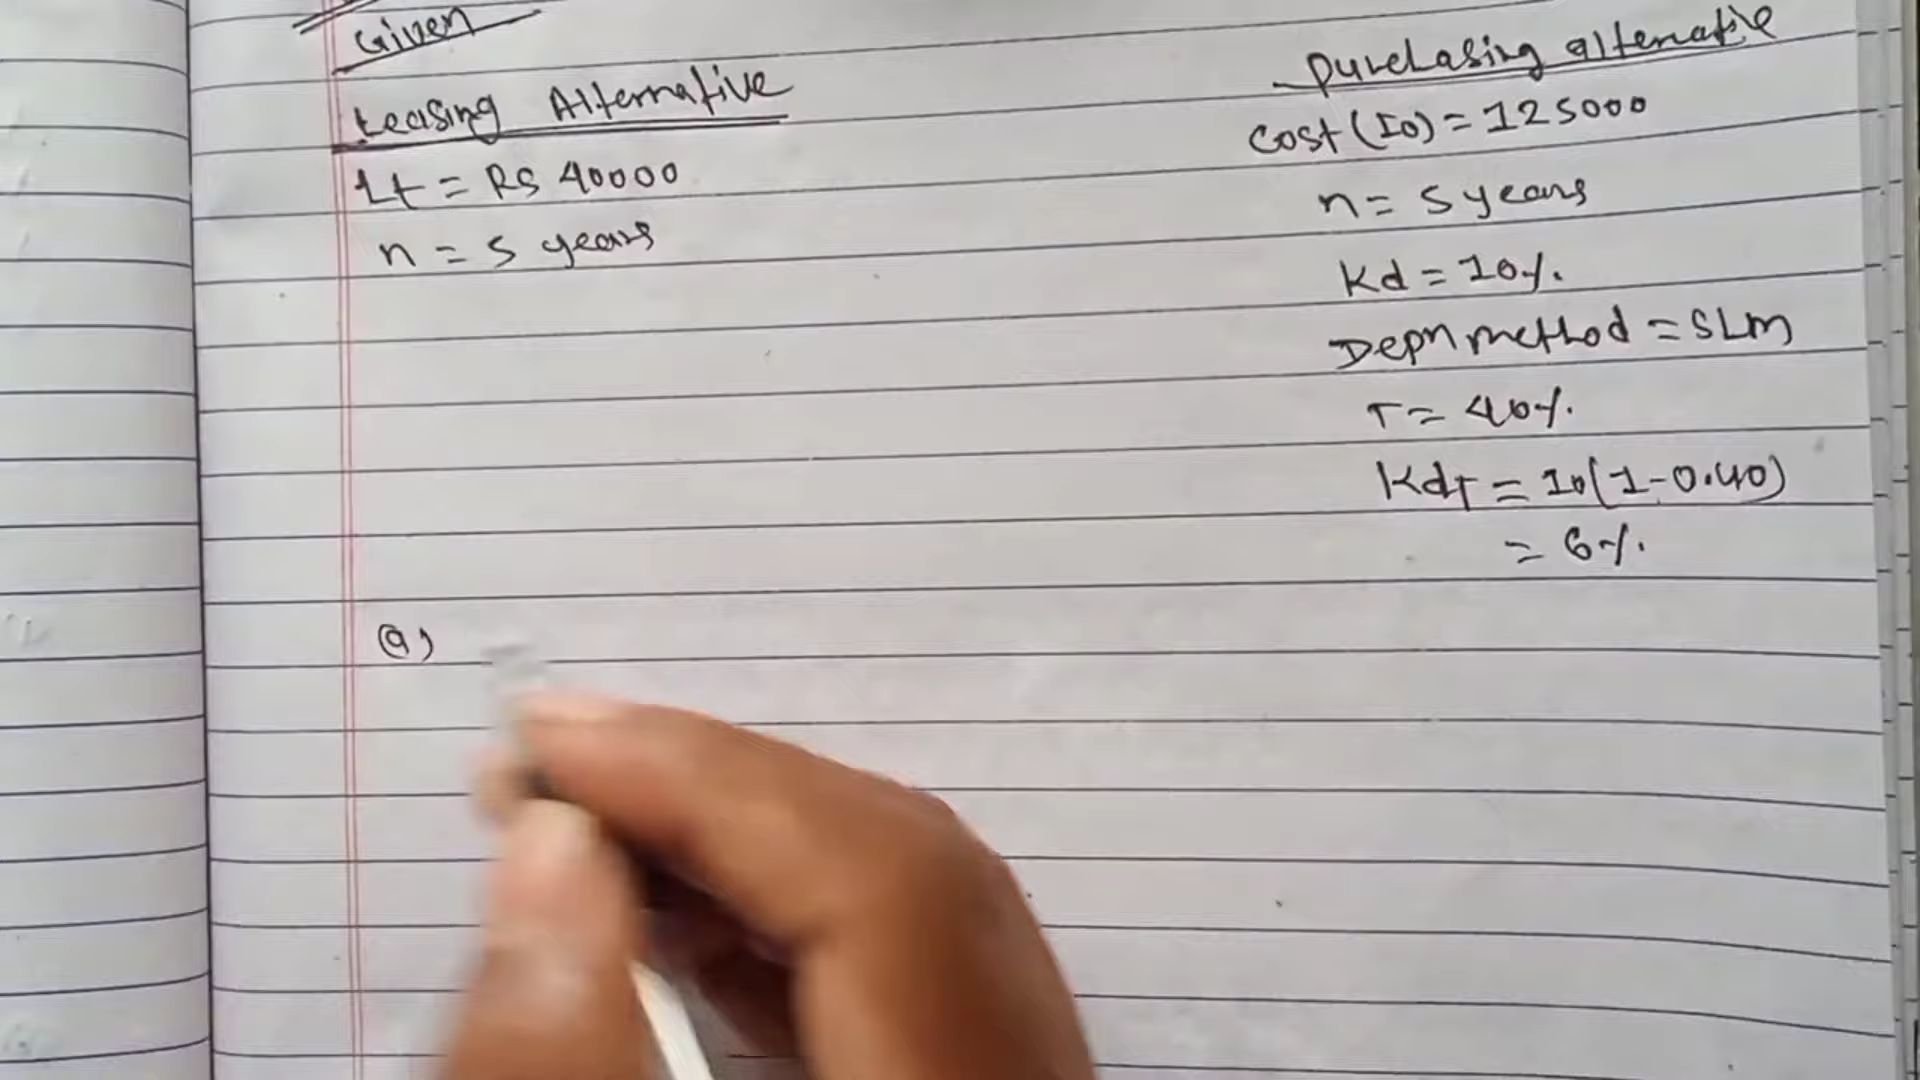 Given
Leasing Alternative
Lt = RS 40000
n = 5 years
Purchasing alternative
Cost (Io) = 125000
n = 5 years
Kd = 10%.
Depn method = SLM
T = 40%.
KdT = 10(1-0.40)
= 6%.
a)